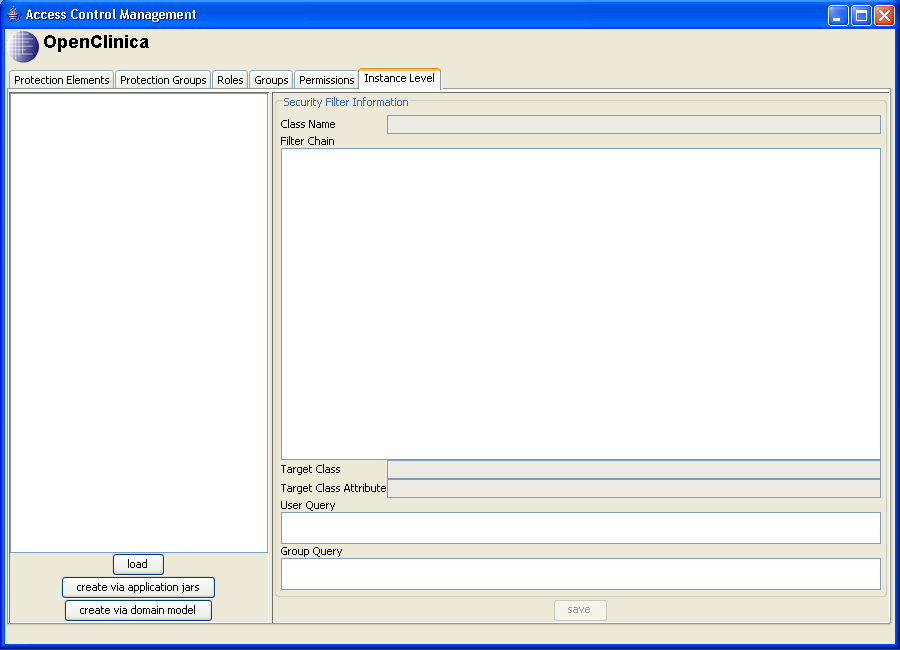 Access Control Management
OpenClinica
Protection Elements Protection Groups Roles Groups Permissions Instance Level
Security Filter Information
Class Name
Filter Chain
Target Class
Target Class Attribute
User Query
Group Query
load
create via application jars
create via domain model
save